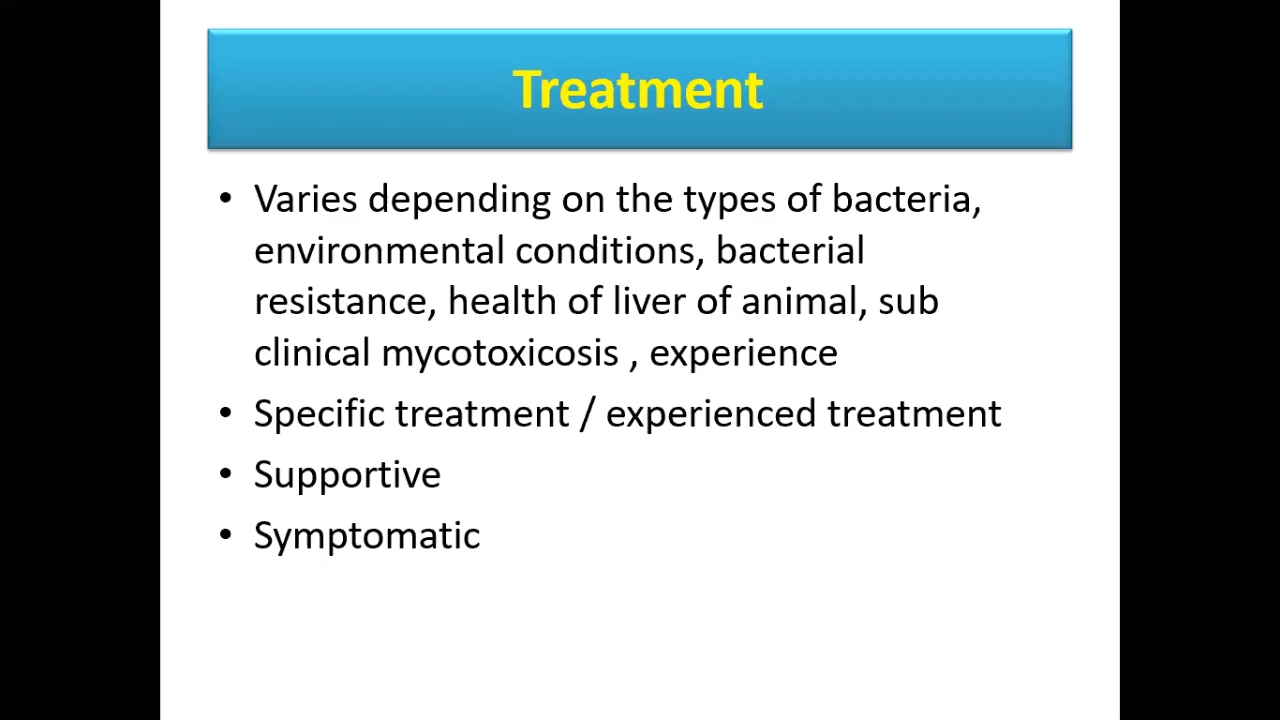 Treatment
• Varies depending on the types of bacteria,
environmental conditions, bacterial
resistance, health of liver of animal, sub
clinical mycotoxicosis , experience
• Specific treatment / experienced treatment
• Supportive
• Symptomatic